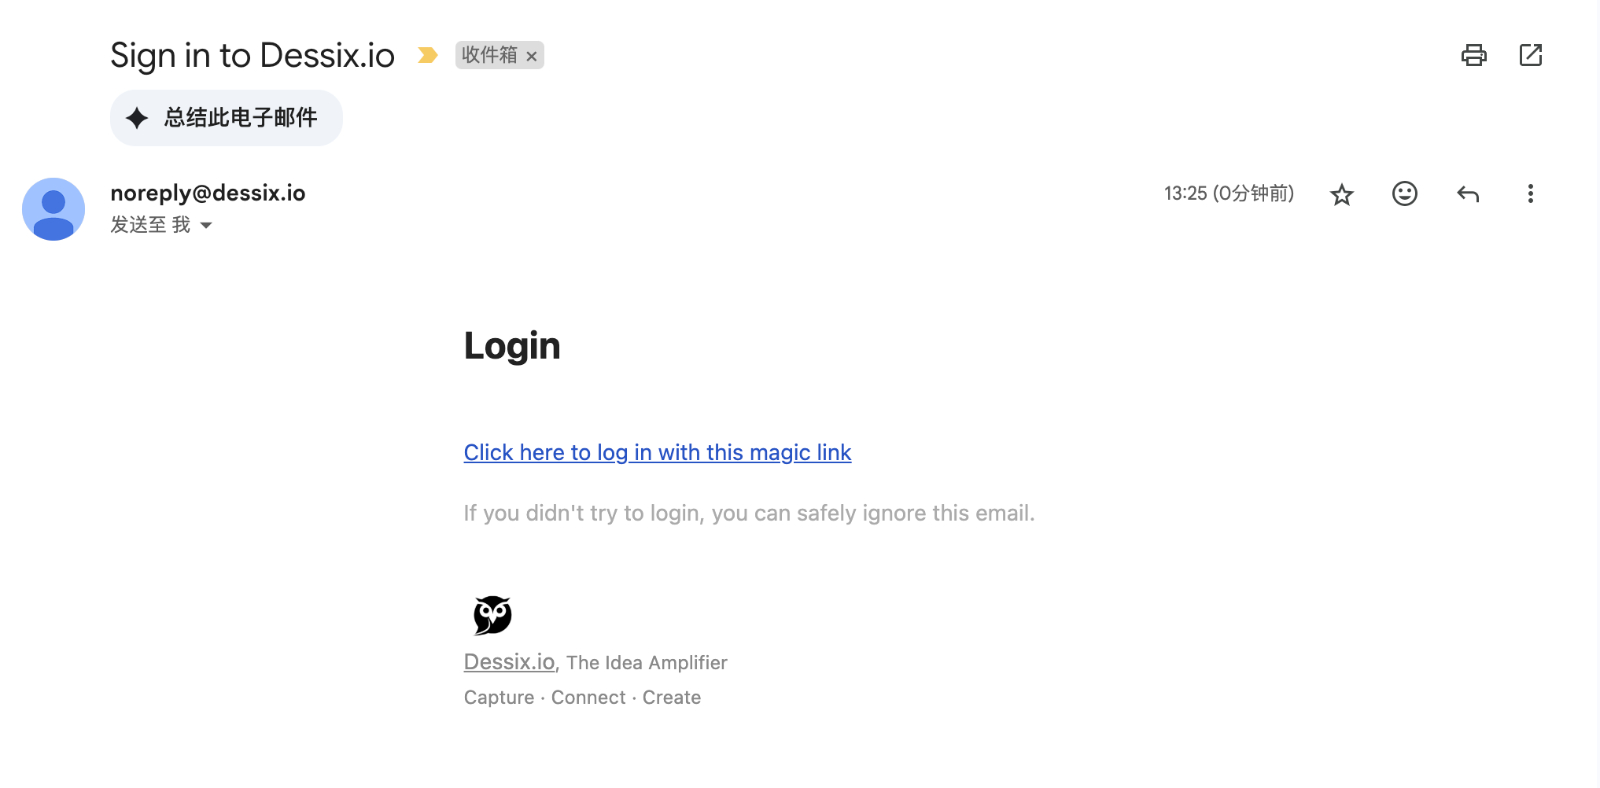 Sign in to Dessix.io 收件箱 ×
总结此电子邮件
noreply@dessix.io 13:25 (0分钟前)
发送至 我
Login
Click here to log in with this magic link
If you didn't try to login, you can safely ignore this email.
Dessix.io, The Idea Amplifier
Capture · Connect · Create